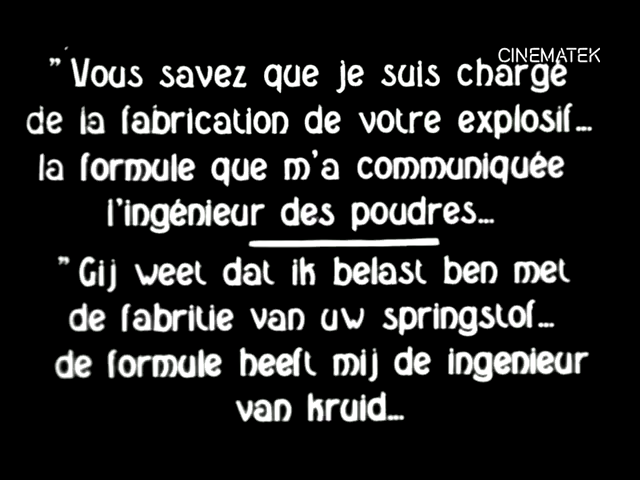 CINEMATEK
"Vous savez que je suis chargé
de la fabrication de votre explosif...
la formule que m'a communiquée
l'ingénieur des poudres...
"Gij weet dat ik belast ben met
de fabritie van uw springstof...
de formule heeft mij de ingenieur
van kruid...